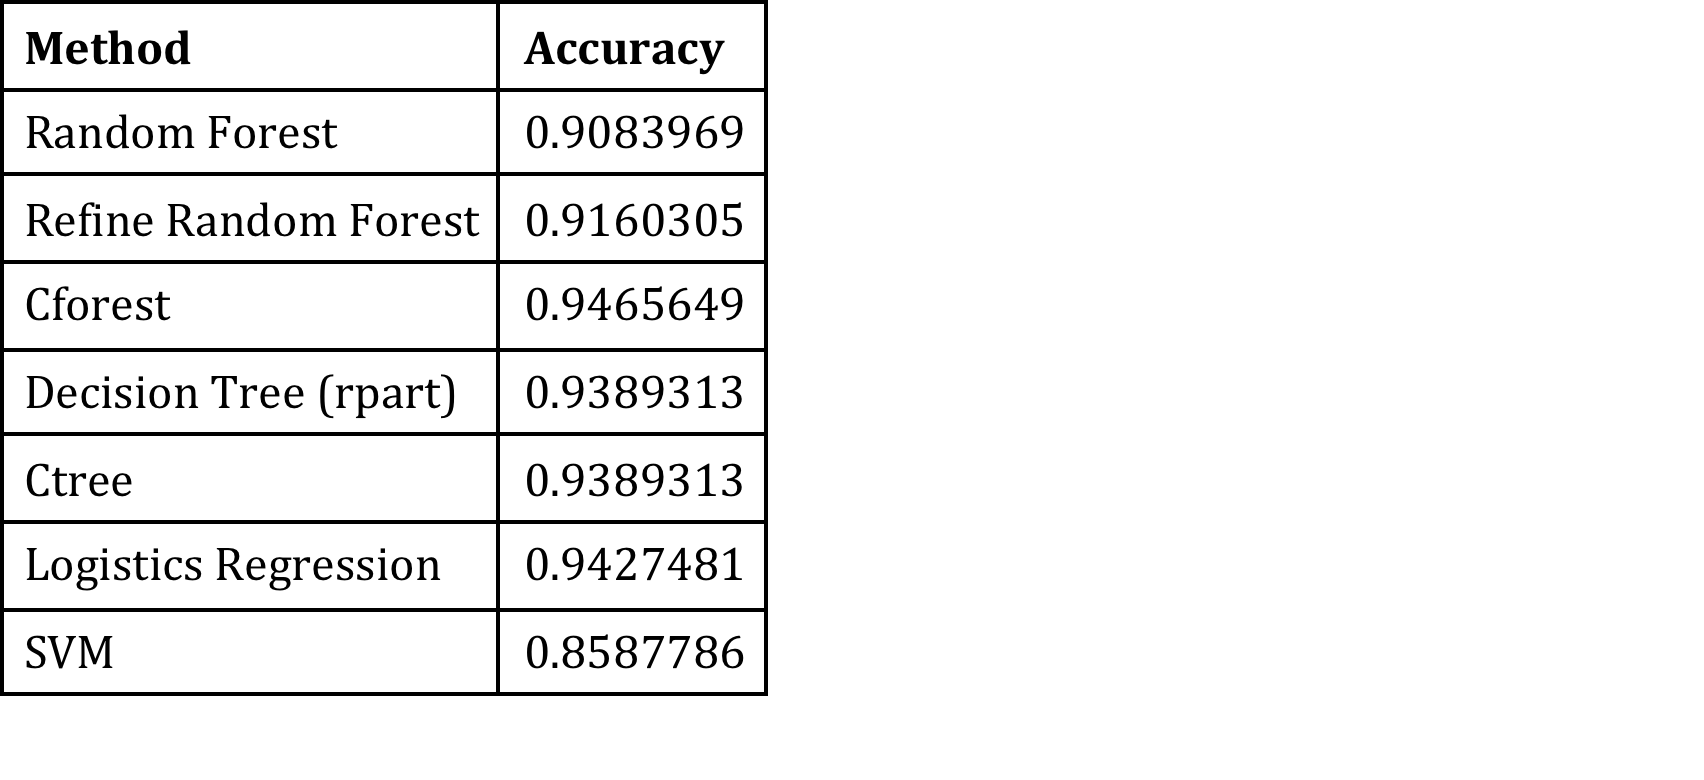 Method Accuracy
Random Forest 0.9083969
Refine Random Forest 0.9160305
Cforest 0.9465649
Decision Tree (rpart) 0.9389313
Ctree 0.9389313
Logistics Regression 0.9427481
SVM 0.8587786